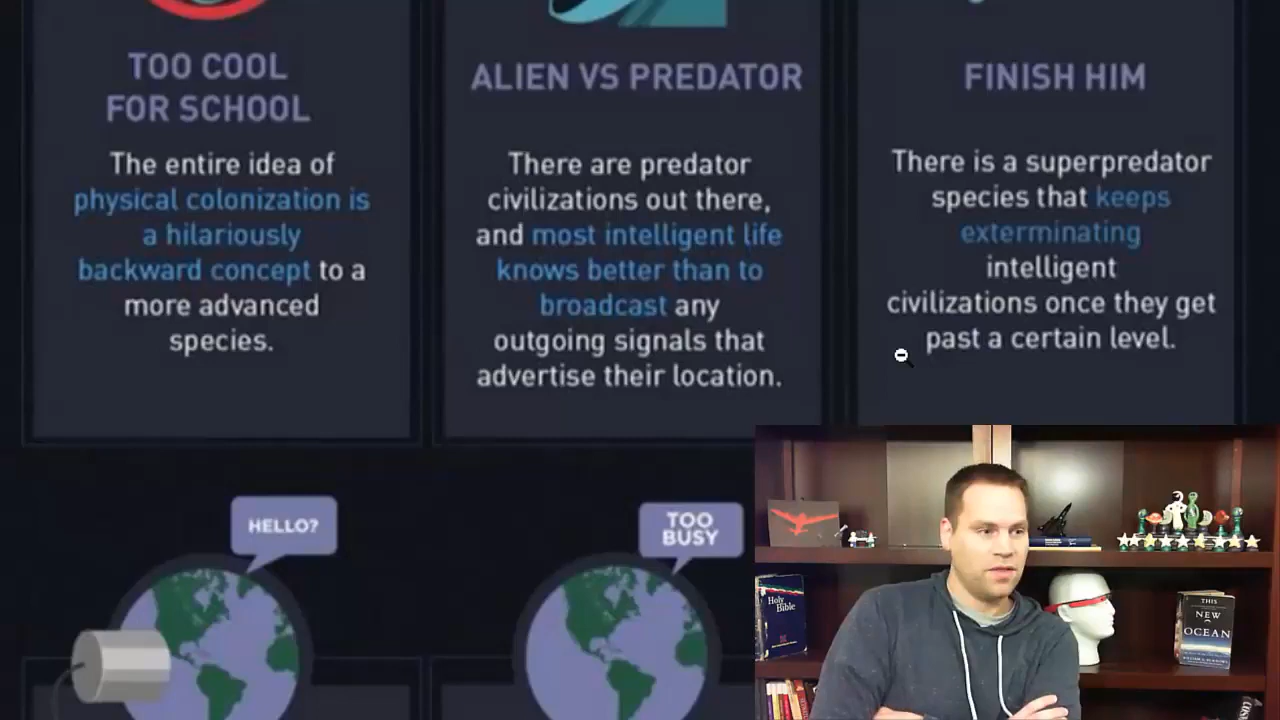 TOO COOL
FOR SCHOOL
The entire idea of
physical colonization is
a hilariously
backward concept to a
more advanced
species.
ALIEN VS PREDATOR
There are predator
civilizations out there,
and most intelligent life
knows better than to
broadcast any
outgoing signals that
advertise their location.
FINISH HIM
There is a superpredator
species that keeps
exterminating
intelligent
civilizations once they get
past a certain level.
HELLO?
TOO
BUSY
Holy
Bible
THIS
NEW
OCEAN